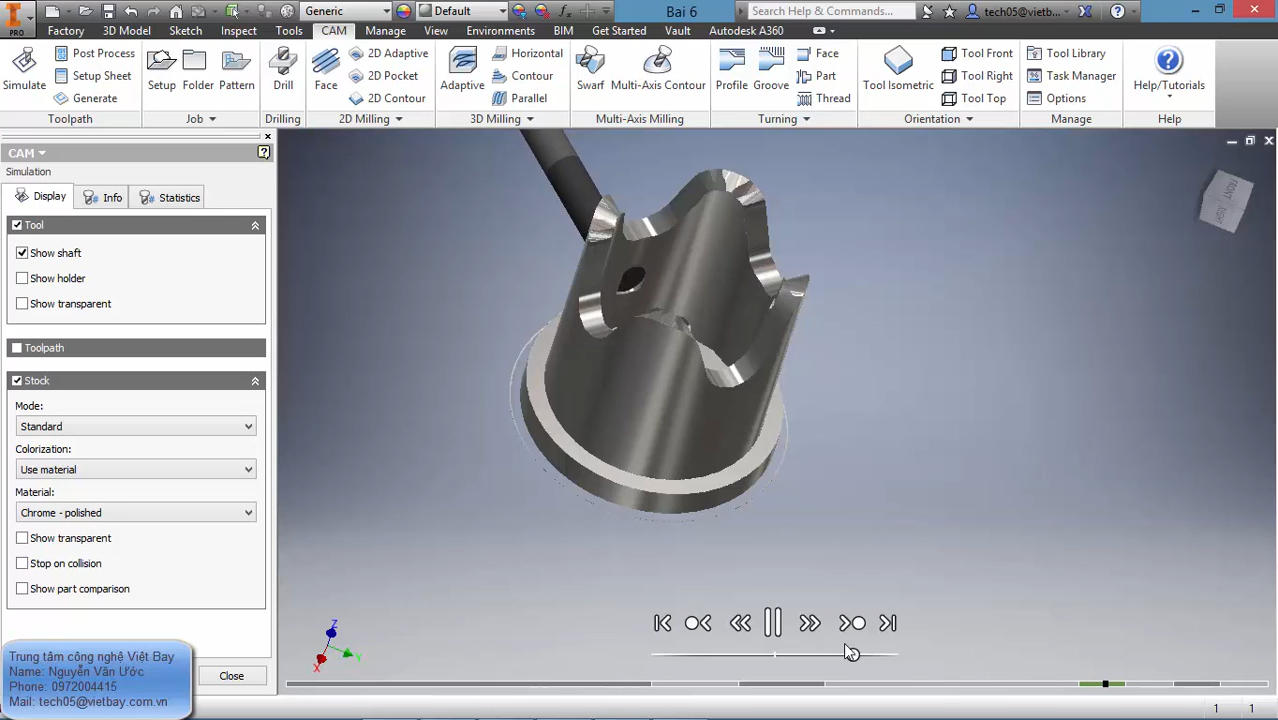 Generic
Default
Bai 6
Search Help & Commands...
tech05@vietb...
PRO
Factory
3D Model
Sketch
Inspect
Tools
CAM
Manage
View
Environments
BIM
Get Started
Vault
Autodesk A360
Simulate
Post Process
Setup Sheet
Generate
Toolpath
Setup
Folder
Pattern
Job
Drill
Drilling
Face
2D Adaptive
2D Pocket
2D Contour
2D Milling
Adaptive
Horizontal
Contour
Parallel
3D Milling
Swarf
Multi-Axis Contour
Multi-Axis Milling
Profile
Groove
Face
Part
Thread
Turning
Tool Isometric
Tool Front
Tool Right
Tool Top
Orientation
Tool Library
Task Manager
Options
Manage
Help/Tutorials
Help
CAM
Simulation
Display
Info
Statistics
Tool
Show shaft
Show holder
Show transparent
Toolpath
Stock
Mode:
Standard
Colorization:
Use material
Material:
Chrome - polished
Show transparent
Stop on collision
Show part comparison
Close
Trung tâm công nghệ Việt Bay
Name: Nguyễn Văn Ước
Phone: 0972004415
Mail: tech05@vietbay.com.vn
FRONT
Z
X
Y
1
1